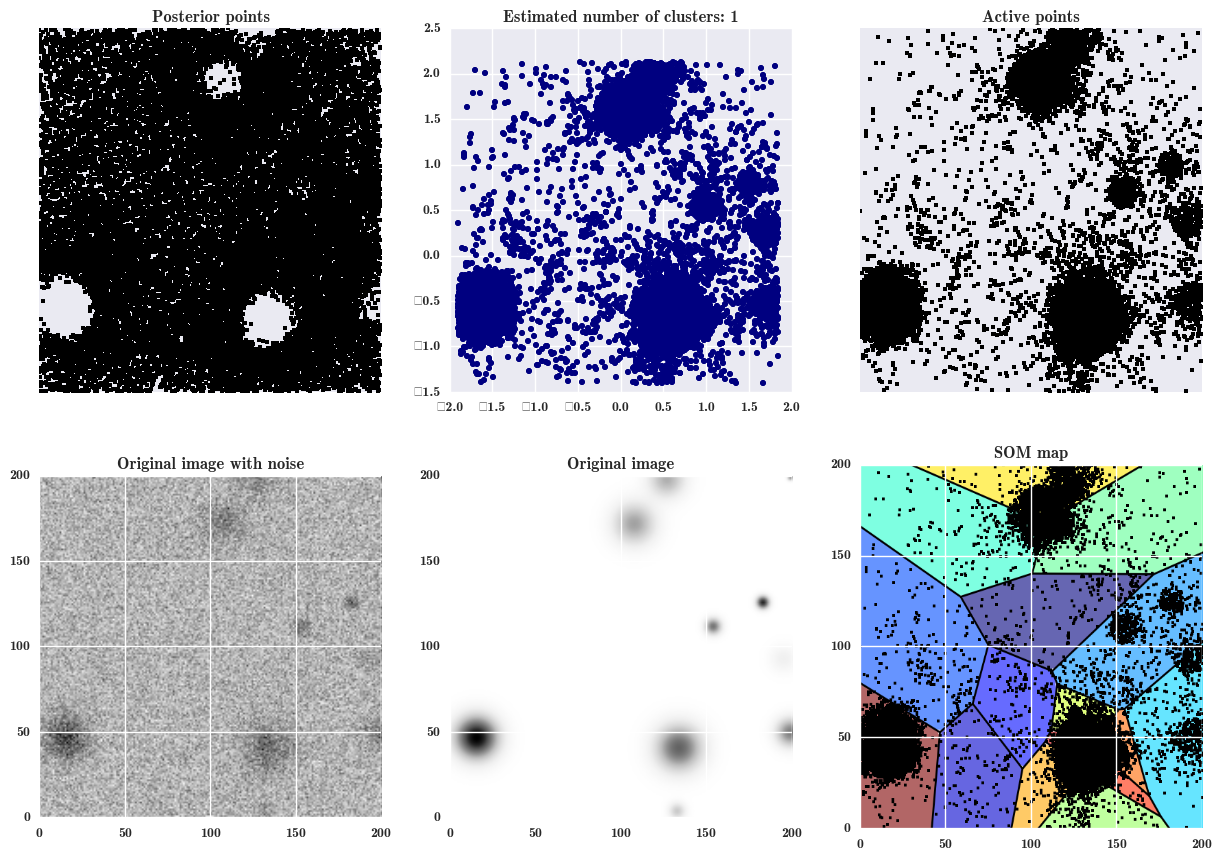 Posterior points
Estimated number of clusters: 1
Active points
2.5
2.0
1.5
1.0
0.5
0.0
□0.5
□1.0
□1.5
□2.0 □1.5 □1.0 □0.5 0.0 0.5 1.0 1.5 2.0
Original image with noise
Original image
SOM map
200
150
100
50
0
0 50 100 150 200
200
150
100
50
0
0 50 100 150 200
200
150
100
50
0
0 50 100 150 200